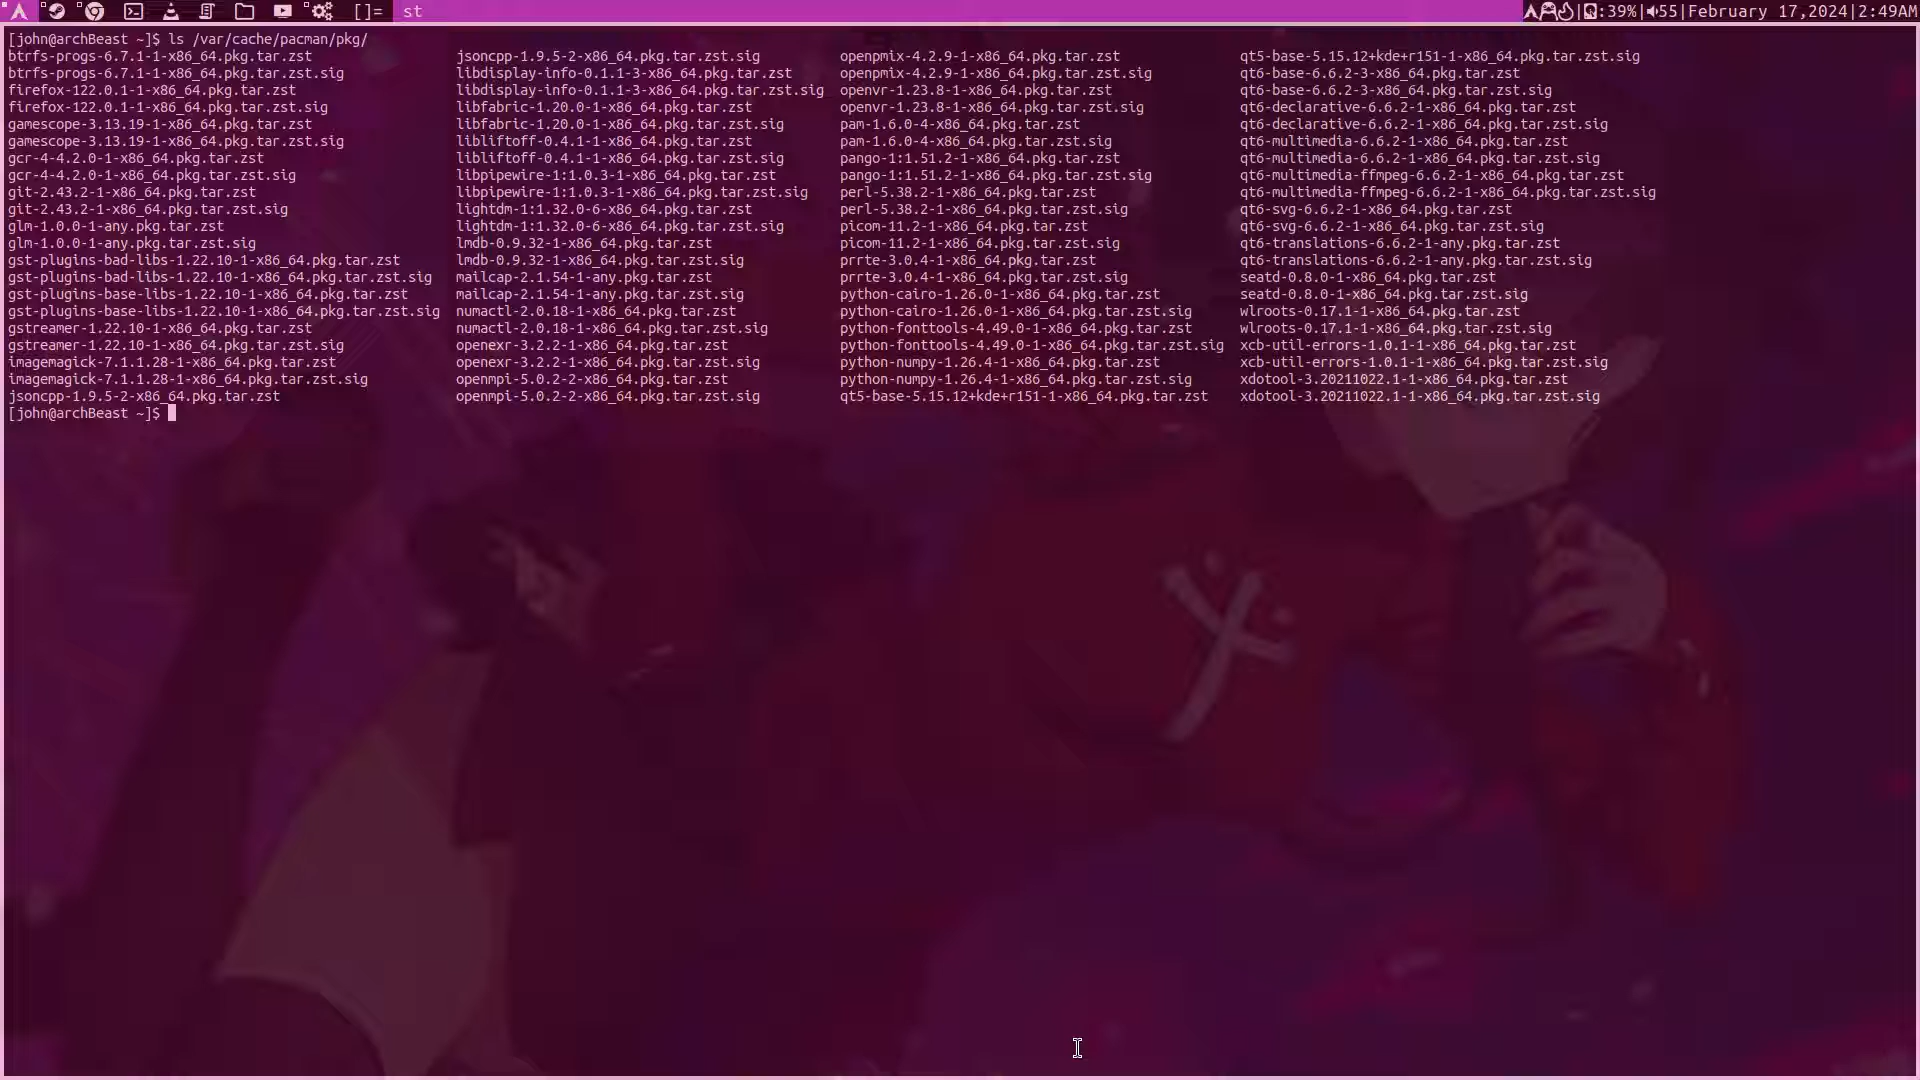 []= st :39%|55|February 17,2024|2:49AM
[john@archBeast ~]$ ls /var/cache/pacman/pkg/
btrfs-progs-6.7.1-1-x86_64.pkg.tar.zst jsoncpp-1.9.5-2-x86_64.pkg.tar.zst.sig openpmix-4.2.9-1-x86_64.pkg.tar.zst qt5-base-5.15.12+kde+r151-1-x86_64.pkg.tar.zst.sig
btrfs-progs-6.7.1-1-x86_64.pkg.tar.zst.sig libdisplay-info-0.1.1-3-x86_64.pkg.tar.zst openpmix-4.2.9-1-x86_64.pkg.tar.zst.sig qt6-base-6.6.2-3-x86_64.pkg.tar.zst
firefox-122.0.1-1-x86_64.pkg.tar.zst libdisplay-info-0.1.1-3-x86_64.pkg.tar.zst.sig openvr-1.23.8-1-x86_64.pkg.tar.zst qt6-base-6.6.2-3-x86_64.pkg.tar.zst.sig
firefox-122.0.1-1-x86_64.pkg.tar.zst.sig libfabric-1.20.0-1-x86_64.pkg.tar.zst openvr-1.23.8-1-x86_64.pkg.tar.zst.sig qt6-declarative-6.6.2-1-x86_64.pkg.tar.zst
gamescope-3.13.19-1-x86_64.pkg.tar.zst libfabric-1.20.0-1-x86_64.pkg.tar.zst.sig pam-1.6.0-4-x86_64.pkg.tar.zst qt6-declarative-6.6.2-1-x86_64.pkg.tar.zst.sig
gamescope-3.13.19-1-x86_64.pkg.tar.zst.sig libliftoff-0.4.1-1-x86_64.pkg.tar.zst pam-1.6.0-4-x86_64.pkg.tar.zst.sig qt6-multimedia-6.6.2-1-x86_64.pkg.tar.zst
gcr-4-4.2.0-1-x86_64.pkg.tar.zst libliftoff-0.4.1-1-x86_64.pkg.tar.zst.sig pango-1:1.51.2-1-x86_64.pkg.tar.zst qt6-multimedia-6.6.2-1-x86_64.pkg.tar.zst.sig
gcr-4-4.2.0-1-x86_64.pkg.tar.zst.sig libpipewire-1:1.0.3-1-x86_64.pkg.tar.zst pango-1:1.51.2-1-x86_64.pkg.tar.zst.sig qt6-multimedia-ffmpeg-6.6.2-1-x86_64.pkg.tar.zst
git-2.43.2-1-x86_64.pkg.tar.zst libpipewire-1:1.0.3-1-x86_64.pkg.tar.zst.sig perl-5.38.2-1-x86_64.pkg.tar.zst qt6-multimedia-ffmpeg-6.6.2-1-x86_64.pkg.tar.zst.sig
git-2.43.2-1-x86_64.pkg.tar.zst.sig lightdm-1:1.32.0-6-x86_64.pkg.tar.zst perl-5.38.2-1-x86_64.pkg.tar.zst.sig qt6-svg-6.6.2-1-x86_64.pkg.tar.zst
glm-1.0.0-1-any.pkg.tar.zst lightdm-1:1.32.0-6-x86_64.pkg.tar.zst.sig picom-11.2-1-x86_64.pkg.tar.zst qt6-svg-6.6.2-1-x86_64.pkg.tar.zst.sig
glm-1.0.0-1-any.pkg.tar.zst.sig lmdb-0.9.32-1-x86_64.pkg.tar.zst picom-11.2-1-x86_64.pkg.tar.zst.sig qt6-translations-6.6.2-1-any.pkg.tar.zst
gst-plugins-bad-libs-1.22.10-1-x86_64.pkg.tar.zst lmdb-0.9.32-1-x86_64.pkg.tar.zst.sig prrte-3.0.4-1-x86_64.pkg.tar.zst qt6-translations-6.6.2-1-any.pkg.tar.zst.sig
gst-plugins-bad-libs-1.22.10-1-x86_64.pkg.tar.zst.sig mailcap-2.1.54-1-any.pkg.tar.zst prrte-3.0.4-1-x86_64.pkg.tar.zst.sig seatd-0.8.0-1-x86_64.pkg.tar.zst
gst-plugins-base-libs-1.22.10-1-x86_64.pkg.tar.zst mailcap-2.1.54-1-any.pkg.tar.zst.sig python-cairo-1.26.0-1-x86_64.pkg.tar.zst seatd-0.8.0-1-x86_64.pkg.tar.zst.sig
gst-plugins-base-libs-1.22.10-1-x86_64.pkg.tar.zst.sig numactl-2.0.18-1-x86_64.pkg.tar.zst python-cairo-1.26.0-1-x86_64.pkg.tar.zst.sig wlroots-0.17.1-1-x86_64.pkg.tar.zst
gstreamer-1.22.10-1-x86_64.pkg.tar.zst numactl-2.0.18-1-x86_64.pkg.tar.zst.sig python-fonttools-4.49.0-1-x86_64.pkg.tar.zst wlroots-0.17.1-1-x86_64.pkg.tar.zst.sig
gstreamer-1.22.10-1-x86_64.pkg.tar.zst.sig openexr-3.2.2-1-x86_64.pkg.tar.zst python-fonttools-4.49.0-1-x86_64.pkg.tar.zst.sig xcb-util-errors-1.0.1-1-x86_64.pkg.tar.zst
imagemagick-7.1.1.28-1-x86_64.pkg.tar.zst openexr-3.2.2-1-x86_64.pkg.tar.zst.sig python-numpy-1.26.4-1-x86_64.pkg.tar.zst xcb-util-errors-1.0.1-1-x86_64.pkg.tar.zst.sig
imagemagick-7.1.1.28-1-x86_64.pkg.tar.zst.sig openmpi-5.0.2-2-x86_64.pkg.tar.zst python-numpy-1.26.4-1-x86_64.pkg.tar.zst.sig xdotool-3.20211022.1-1-x86_64.pkg.tar.zst
jsoncpp-1.9.5-2-x86_64.pkg.tar.zst openmpi-5.0.2-2-x86_64.pkg.tar.zst.sig qt5-base-5.15.12+kde+r151-1-x86_64.pkg.tar.zst xdotool-3.20211022.1-1-x86_64.pkg.tar.zst.sig
[john@archBeast ~]$